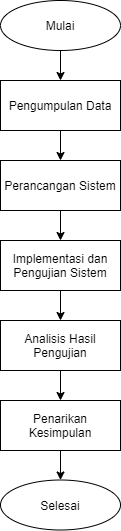 Mulai
Pengumpulan Data
Perancangan Sistem
Implementasi dan
Pengujian Sistem
Analisis Hasil
Pengujian
Penarikan
Kesimpulan
Selesai